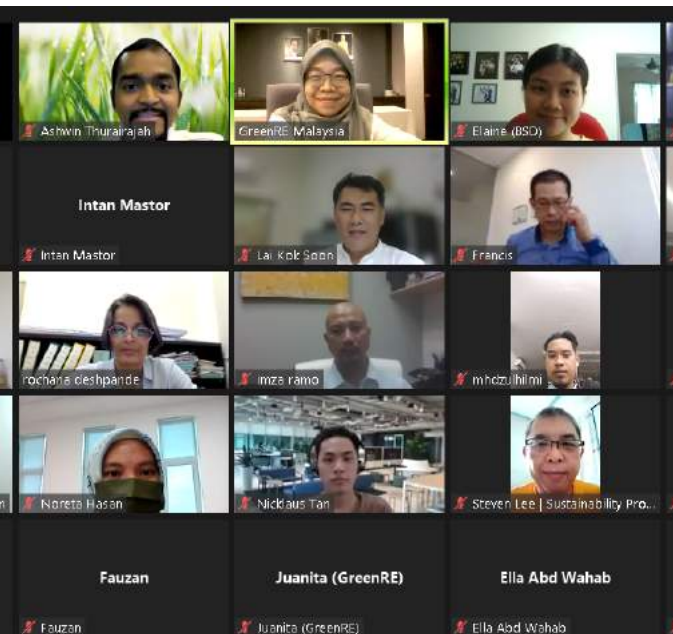 Ashwin Thurairajah
GreenRE Malaysia
Elaine (BSD)
Intan Mastor
Intan Mastor
Lai Kok Soon
Francis
rochana deshpande
imza ramo
mhdzulhilmi
Noreta Hasan
Nicklaus Tan
Steven Lee | Sustainability Pro...
Fauzan
Juanita (GreenRE)
Ella Abd Wahab
Fauzan
Juanita (GreenRE)
Ella Abd Wahab